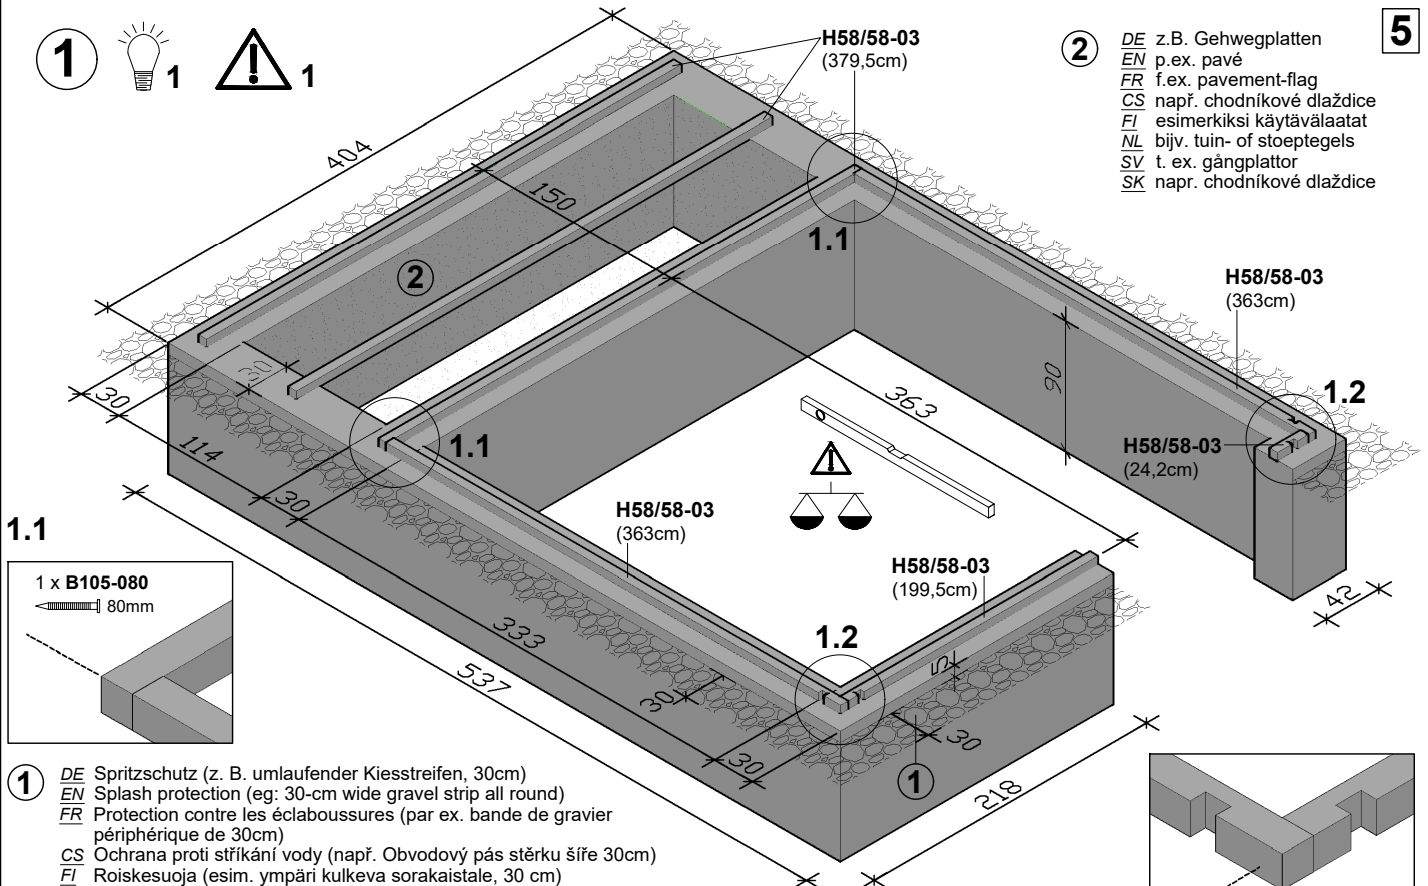 1
1
1
5
H58/58-03
(379,5cm)
2
DE z.B. Gehwegplatten
EN p.ex. pavé
FR f.ex. pavement-flag
CS např. chodníkové dlaždice
FI esimerkiksi käytävälaatat
NL bijv. tuin- of stoeptegels
SV t. ex. gångplattor
SK napr. chodníkové dlaždice
404
150
1.1
2
H58/58-03
(363cm)
30
30
363
90
1.2
H58/58-03
(24,2cm)
114
1.1
30
H58/58-03
(363cm)
H58/58-03
(199,5cm)
42
1.1
1 x B105-080
80mm
333
537
1.2
5
30
30
30
1
218
1
DE Spritzschutz (z. B. umlaufender Kiesstreifen, 30cm)
EN Splash protection (eg: 30-cm wide gravel strip all round)
FR Protection contre les éclaboussures (par ex. bande de gravier
périphérique de 30cm)
CS Ochrana proti stříkání vody (např. Obvodový pás stěrku šíře 30cm)
FI Roiskesuoja (esim. ympäri kulkeva sorakaistale, 30 cm)